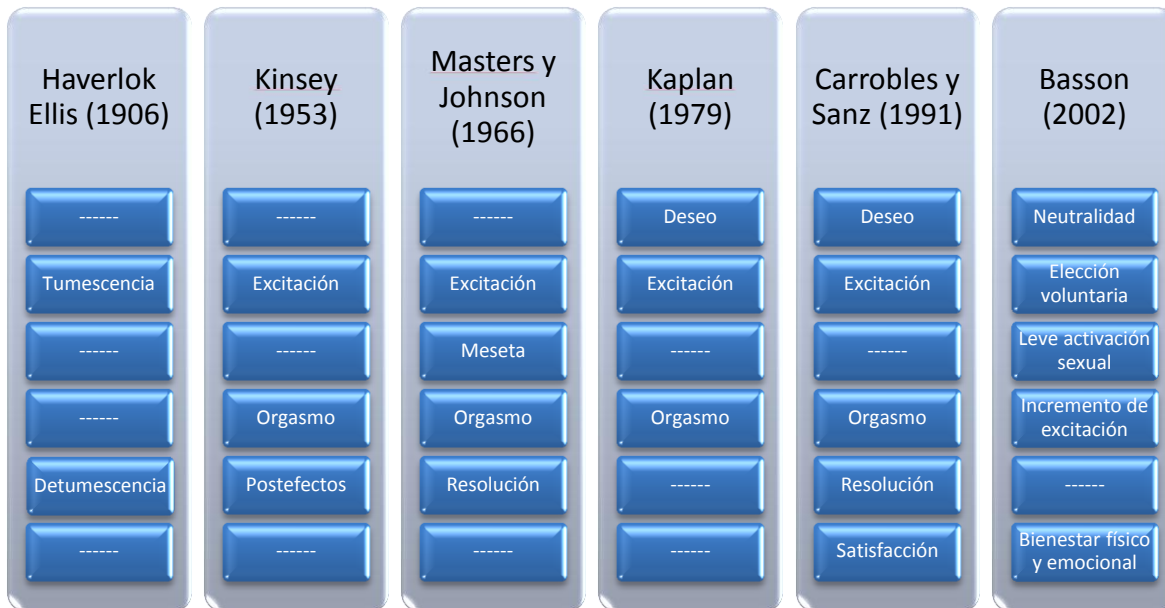 Haverlok
Ellis (1906)
------
Tumescencia
------
------
Detumescencia
------
Kinsey
(1953)
------
Excitación
------
Orgasmo
Postefectos
------
Masters y
Johnson
(1966)
------
Excitación
Meseta
Orgasmo
Resolución
------
Kaplan
(1979)
Deseo
Excitación
------
Orgasmo
------
------
Carrobles y
Sanz (1991)
Deseo
Excitación
------
Orgasmo
Resolución
Satisfacción
Basson
(2002)
Neutralidad
Elección
voluntaria
Leve activación
sexual
Incremento de
excitación
------
Bienestar físico
y emocional